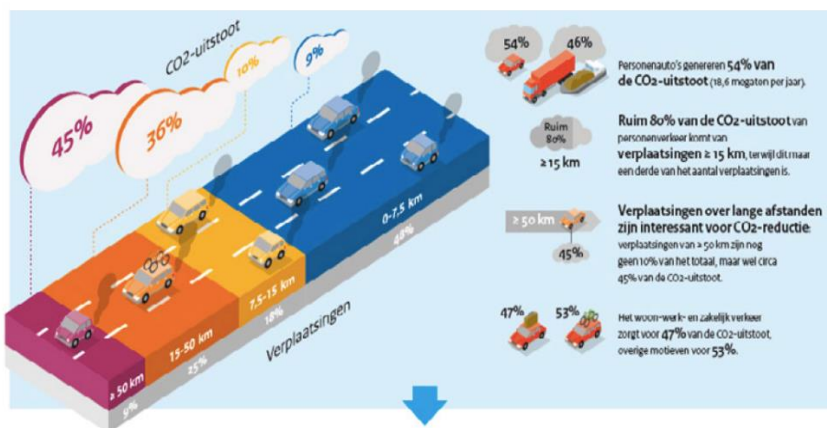 CO2-uitstoot
45%
36%
10%
9%
0-7,5 km
7,5-15 km
15-50 km
≥ 50 km
48%
18%
25%
9%
Verplaatsingen
54%
46%
Personenauto's genereren 54% van
de CO2-uitstoot (18,6 megaton per jaar).
Ruim
80%
≥ 15 km
Ruim 80% van de CO2-uitstoot van
personenverkeer komt van
verplaatsingen ≥ 15 km, terwijl dit maar
een derde van het aantal verplaatsingen is.
≥ 50 km
45%
Verplaatsingen over lange afstanden
zijn interessant voor CO2-reductie:
verplaatsingen van ≥ 50 km zijn nog
geen 10% van het totaal, maar wel circa
45% van de CO2-uitstoot.
47%
53%
Het woon-werk- en zakelijk verkeer
zorgt voor 47% van de CO2-uitstoot,
overige motieven voor 53%.